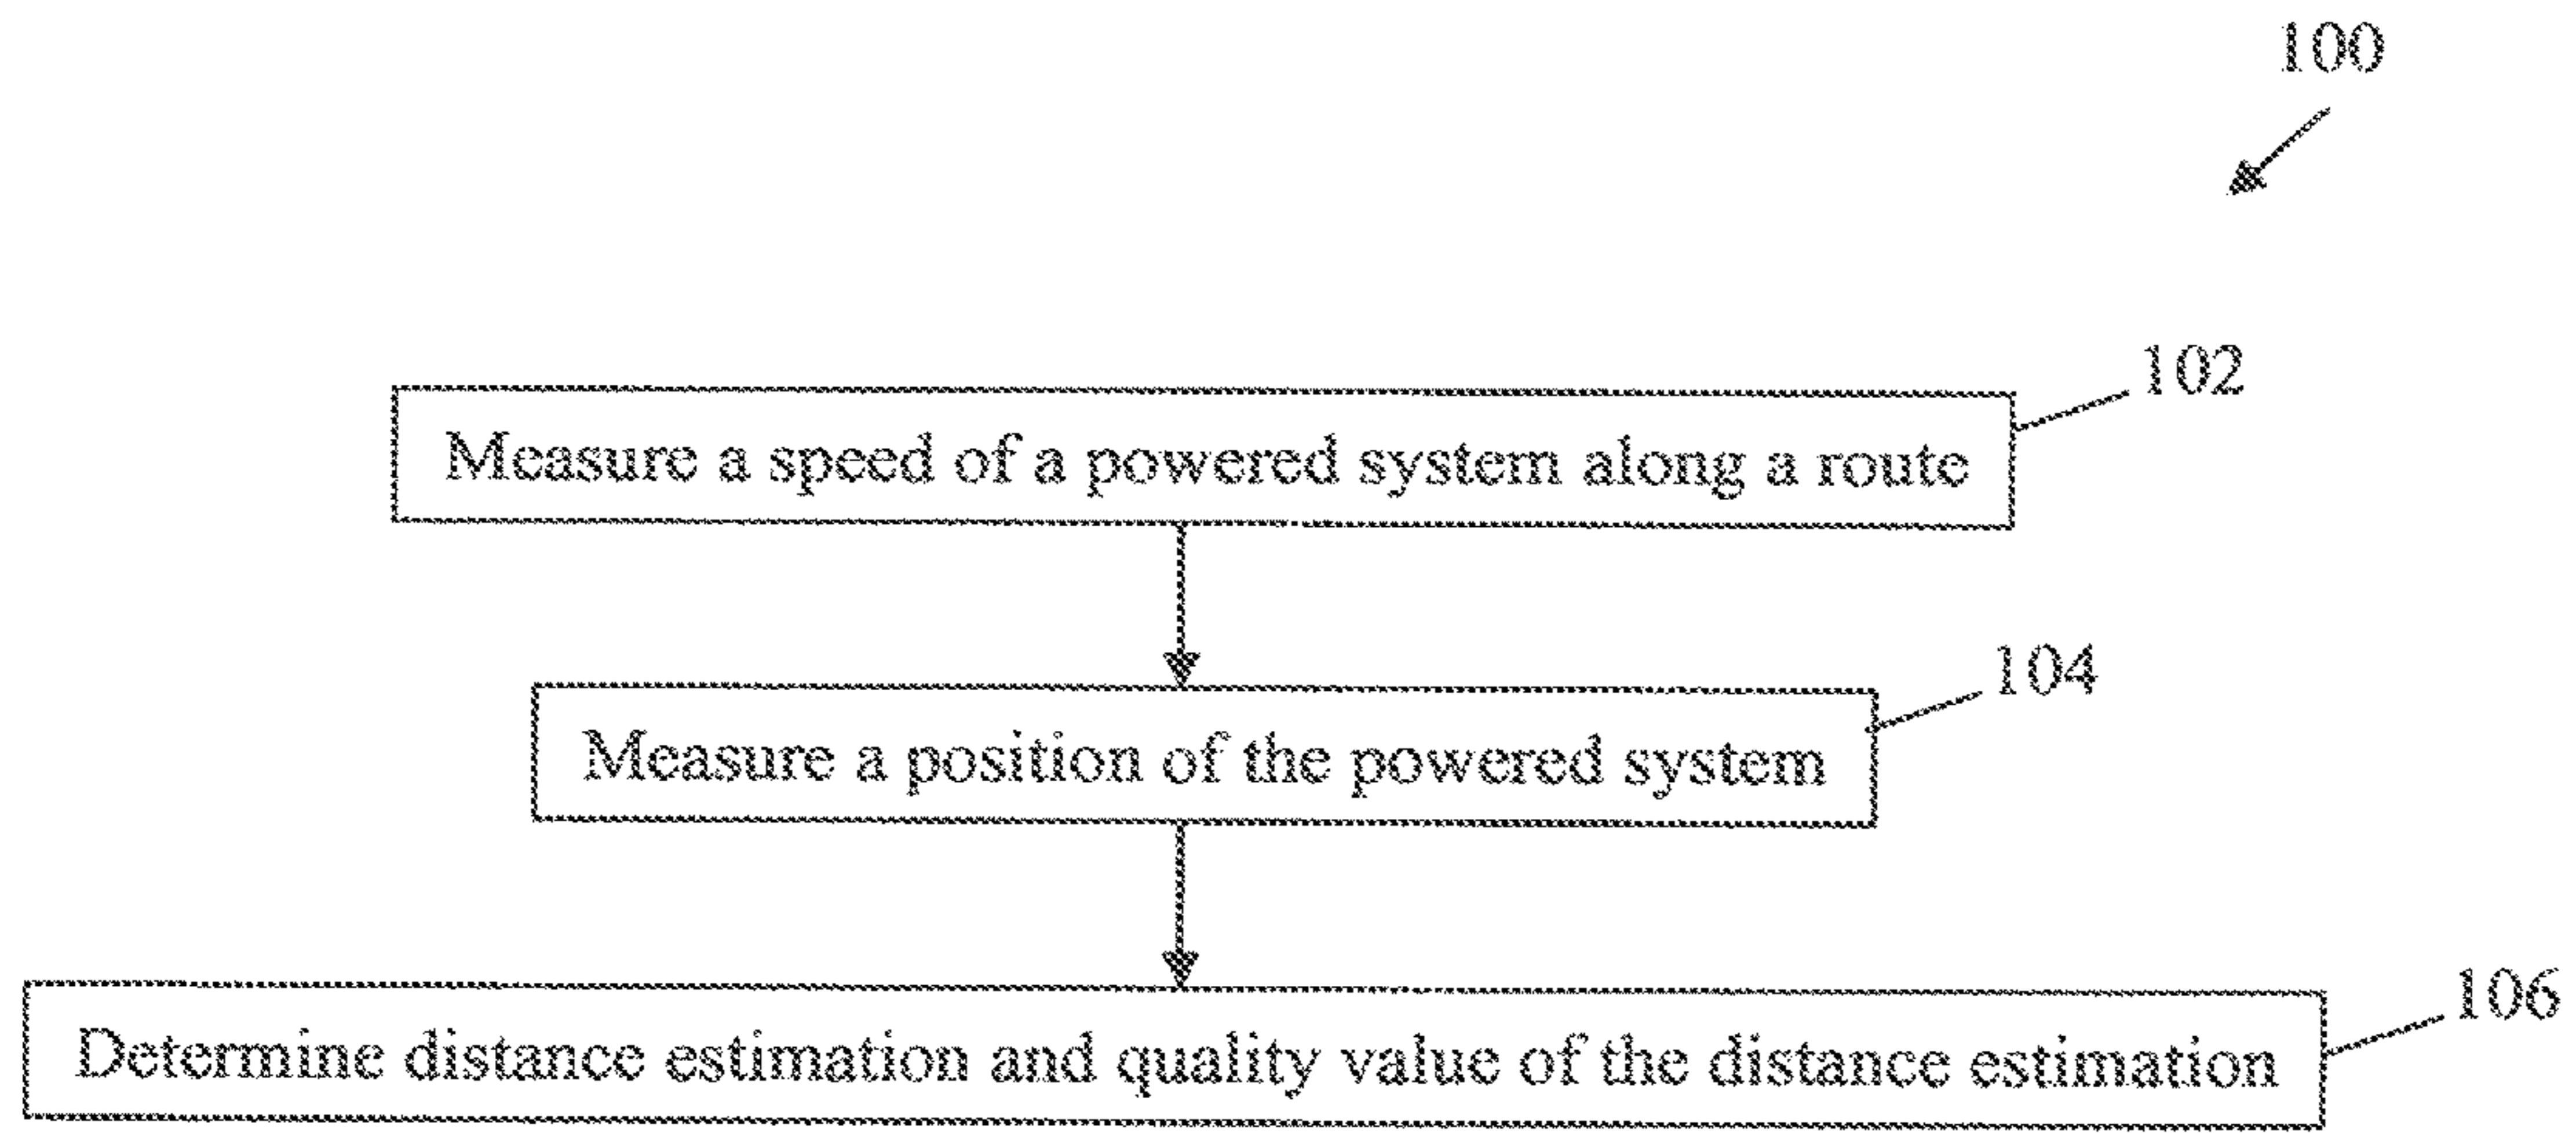 100
102
Measure a speed of a powered system along a route
104
Measure a position of the powered system
106
Determine distance estimation and quality value of the distance estimation